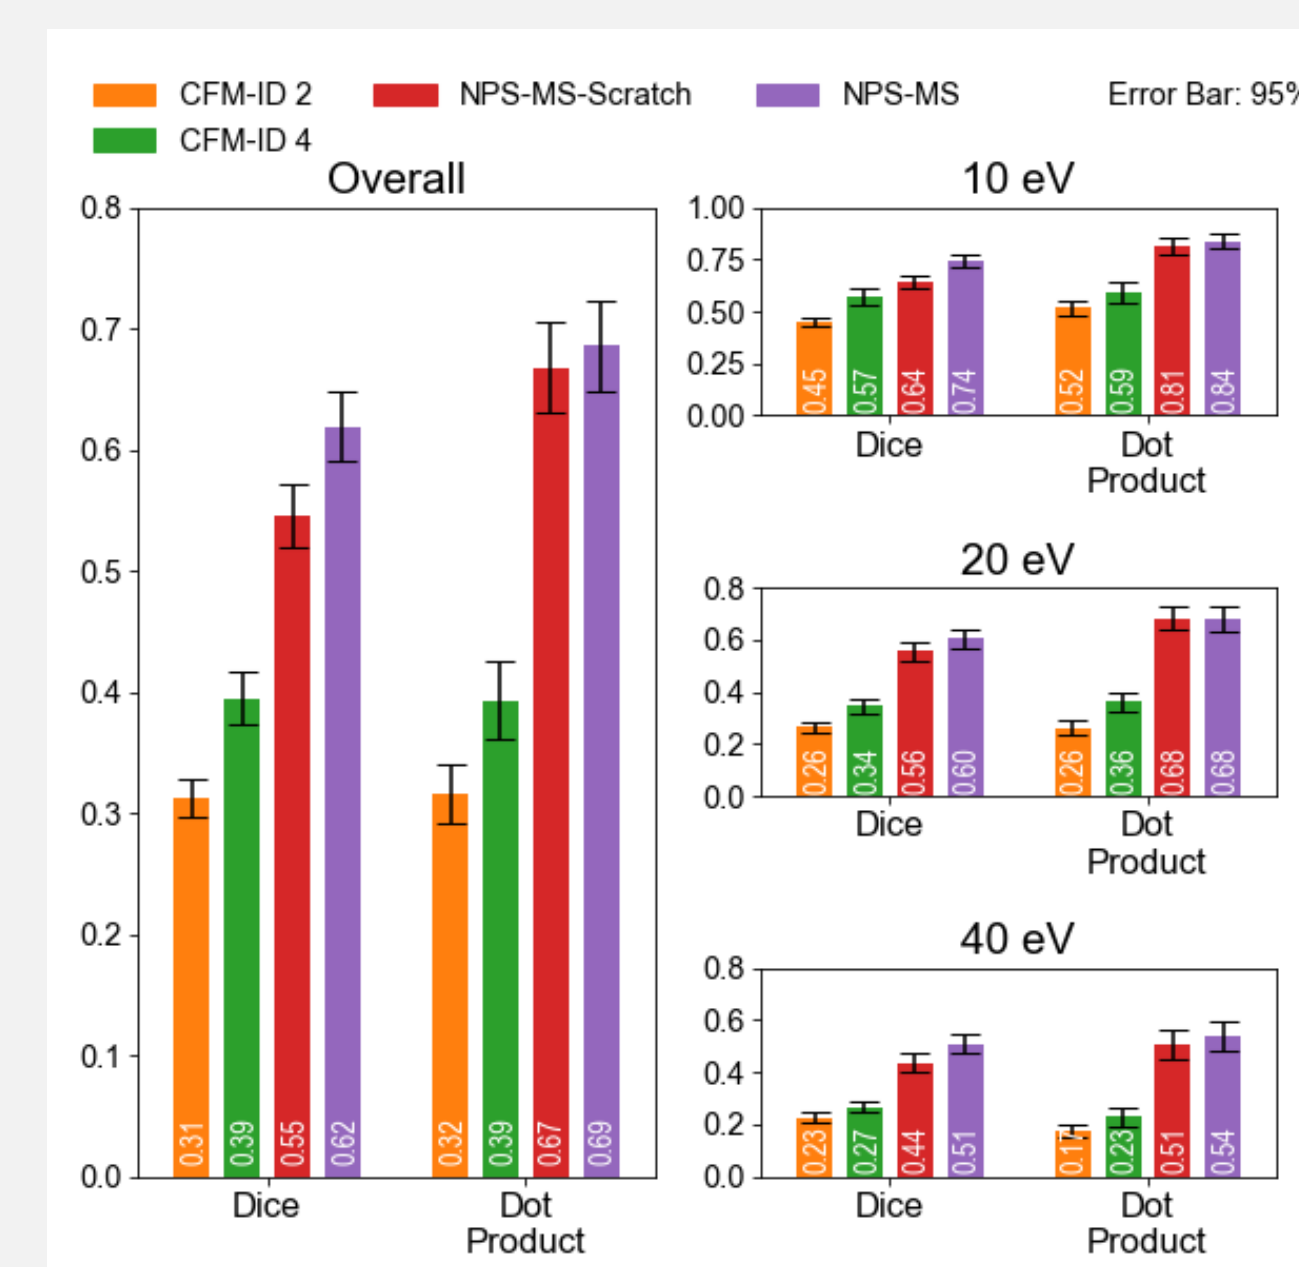 CFM-ID 2 NPS-MS-Scratch NPS-MS Error Bar: 95%
CFM-ID 4
Overall
0.8
0.7
0.6
0.5
0.4
0.3
0.2
0.1
0.0
0.31 0.39 0.55 0.62 0.32 0.39 0.67 0.69
Dice Dot
Product
10 eV
1.00
0.75
0.50
0.25
0.00
0.45 0.57 0.64 0.74 0.52 0.59 0.81 0.84
Dice Dot
Product
20 eV
0.8
0.6
0.4
0.2
0.0
0.26 0.34 0.56 0.60 0.26 0.36 0.68 0.68
Dice Dot
Product
40 eV
0.8
0.6
0.4
0.2
0.0
0.23 0.27 0.44 0.51 0.17 0.23 0.51 0.54
Dice Dot
Product